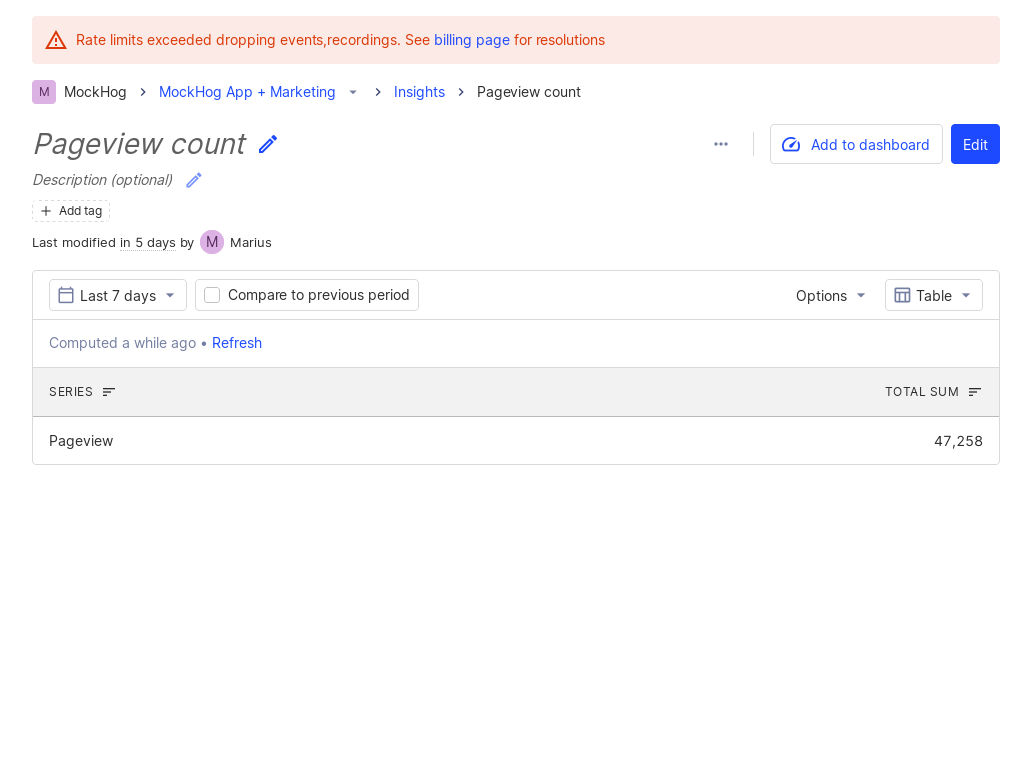 Rate limits exceeded dropping events,recordings. See billing page for resolutions
M MockHog MockHog App + Marketing Insights Pageview count
Pageview count
Add to dashboard Edit
Description (optional)
Add tag
Last modified in 5 days by M Marius
Last 7 days Compare to previous period Options Table
Computed a while ago • Refresh
SERIES TOTAL SUM
Pageview 47,258